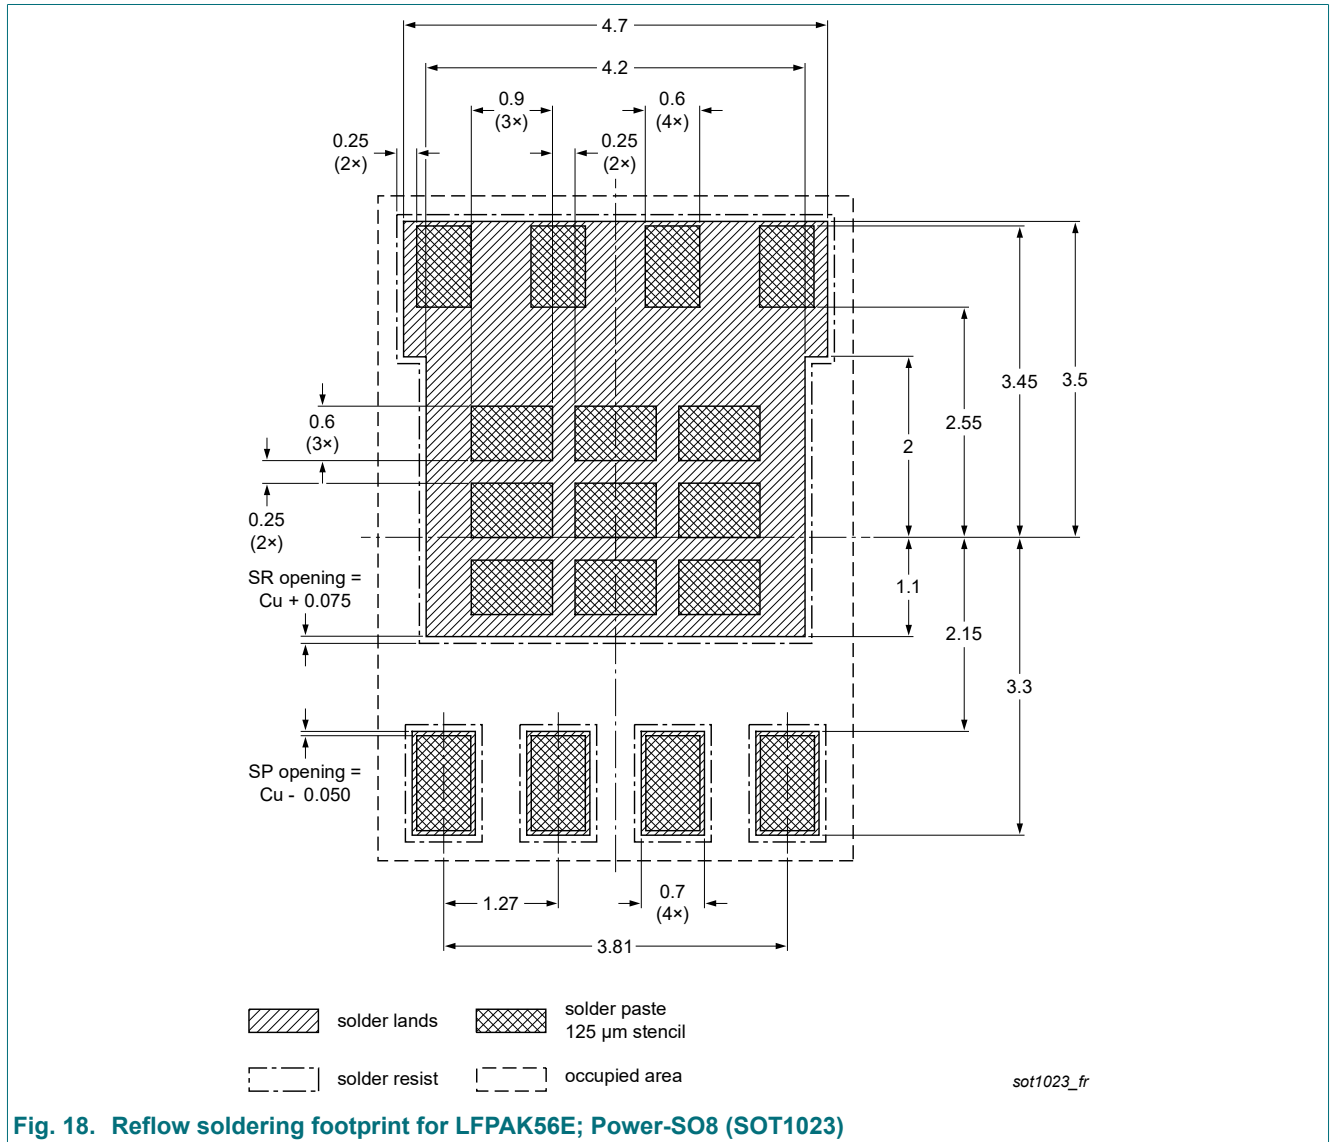 4.7
4.2
0.9
(3×)
0.6
(4×)
0.25
(2×)
0.25
(2×)
3.45
3.5
2.55
2
0.6
(3×)
0.25
(2×)
SR opening =
Cu + 0.075
1.1
2.15
3.3
SP opening =
Cu - 0.050
1.27
0.7
(4×)
3.81
solder lands
solder paste
125 µm stencil
solder resist
occupied area
sot1023_fr
Fig. 18. Reflow soldering footprint for LFPAK56E; Power-SO8 (SOT1023)